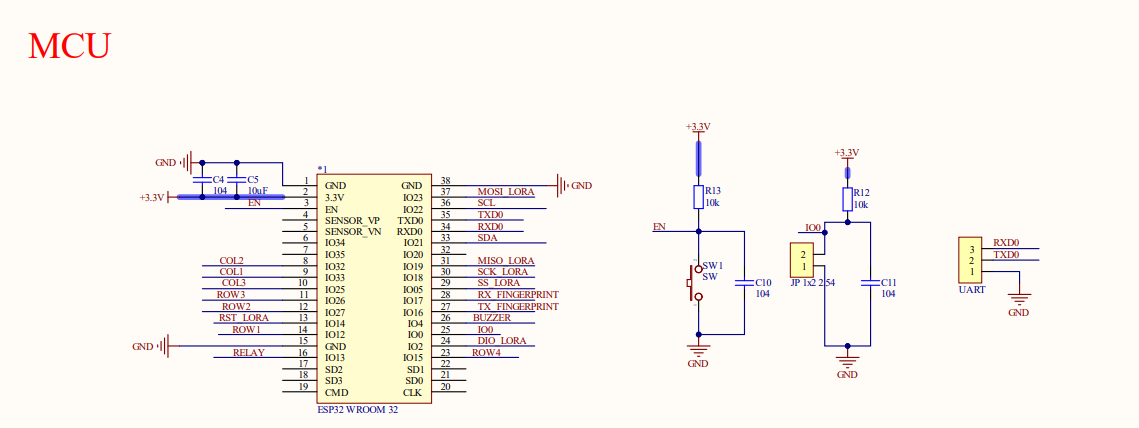 MCU
*1
GND
C4
104
C5
10uF
+3.3V
EN
1 GND GND 38 GND
2 3.3V IO23 37 MOSI_LORA
3 EN IO22 36 SCL
4 SENSOR_VP TXD0 35 TXD0
5 SENSOR_VN RXD0 34 RXD0
6 IO34 IO21 33 SDA
7 IO35 IO20 32
COL2 8 IO32 IO19 31 MISO_LORA
COL1 9 IO33 IO18 30 SCK_LORA
COL3 10 IO25 IO05 29 SS_LORA
ROW3 11 IO26 IO17 28 RX_FINGERPRINT
ROW2 12 IO27 IO16 27 TX_FINGERPRINT
RST_LORA 13 IO14 IO4 26 BUZZER
ROW1 14 IO12 IO0 25 IO0
GND 15 GND IO2 24 DIO_LORA
RELAY 16 IO13 IO15 23 ROW4
17 SD2 SD1 22
18 SD3 SD0 21
19 CMD CLK 20
ESP32 WROOM 32
+3.3V
R13
10k
EN
SW1
SW
C10
104
GND
+3.3V
R12
10k
IO0
2
1
JP 1x2 2.54
C11
104
GND
3 RXD0
2 TXD0
1
UART
GND